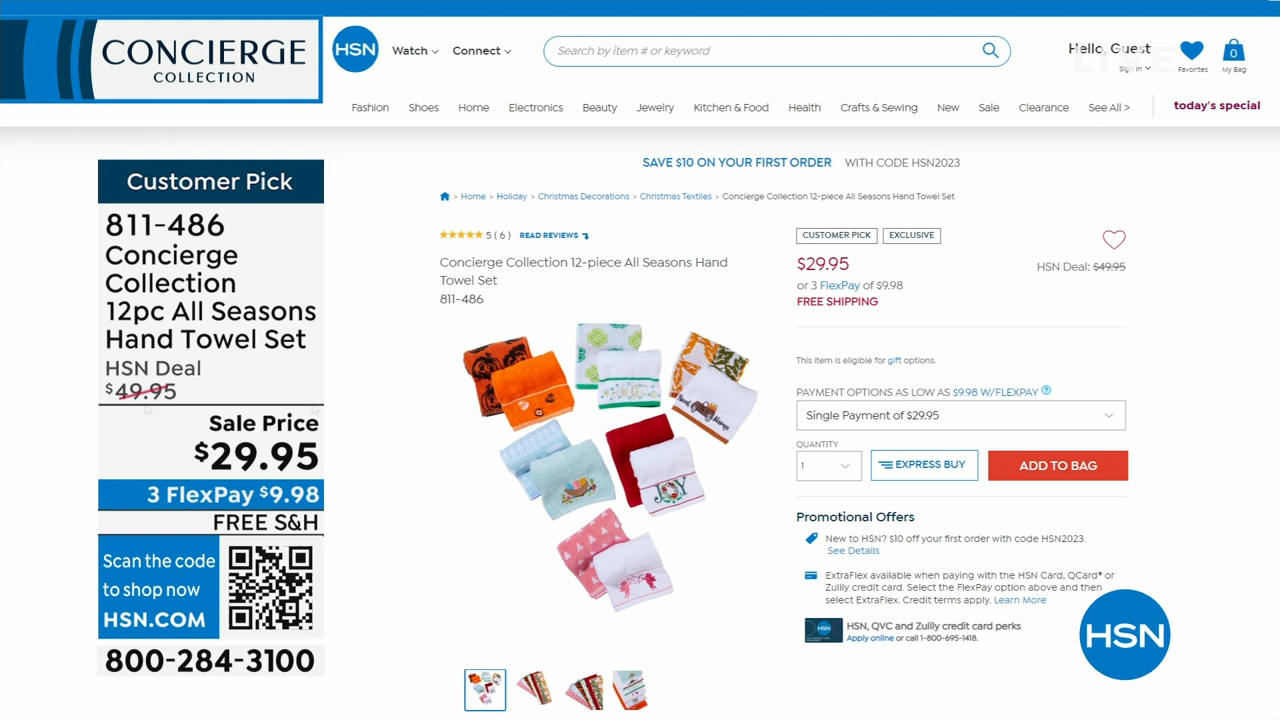 CONCIERGE
COLLECTION
HSN
Watch
Connect
Search by item # or keyword
Hello, Guest
Sign In
LIVE
Favorites
0
My Bag
Fashion Shoes Home Electronics Beauty Jewelry Kitchen & Food Health Crafts & Sewing New Sale Clearance See All > today's special
SAVE $10 ON YOUR FIRST ORDER WITH CODE HSN2023
Customer Pick
811-486
Concierge
Collection
12pc All Seasons
Hand Towel Set
HSN Deal
$49.95
Sale Price
$29.95
3 FlexPay $9.98
FREE S&H
Scan the code
to shop now
HSN.COM
800-284-3100
> Home > Holiday > Christmas Decorations > Christmas Textiles > Concierge Collection 12-piece All Seasons Hand Towel Set
5 ( 6 ) READ REVIEWS
Concierge Collection 12-piece All Seasons Hand
Towel Set
811-486
JOY
CUSTOMER PICK EXCLUSIVE
$29.95
HSN Deal: $49.95
or 3 FlexPay of $9.98
FREE SHIPPING
This item is eligible for gift options.
PAYMENT OPTIONS AS LOW AS $9.98 W/FLEXPAY ?
Single Payment of $29.95
QUANTITY
1
EXPRESS BUY
ADD TO BAG
Promotional Offers
New to HSN? $10 off your first order with code HSN2023.
See Details
ExtraFlex available when paying with the HSN Card, QCard® or
Zulily credit card. Select the FlexPay option above and then
select ExtraFlex. Credit terms apply. Learn More
HSN
HSN, QVC and Zulily credit card perks
Apply online or call 1-800-695-1418.
HSN